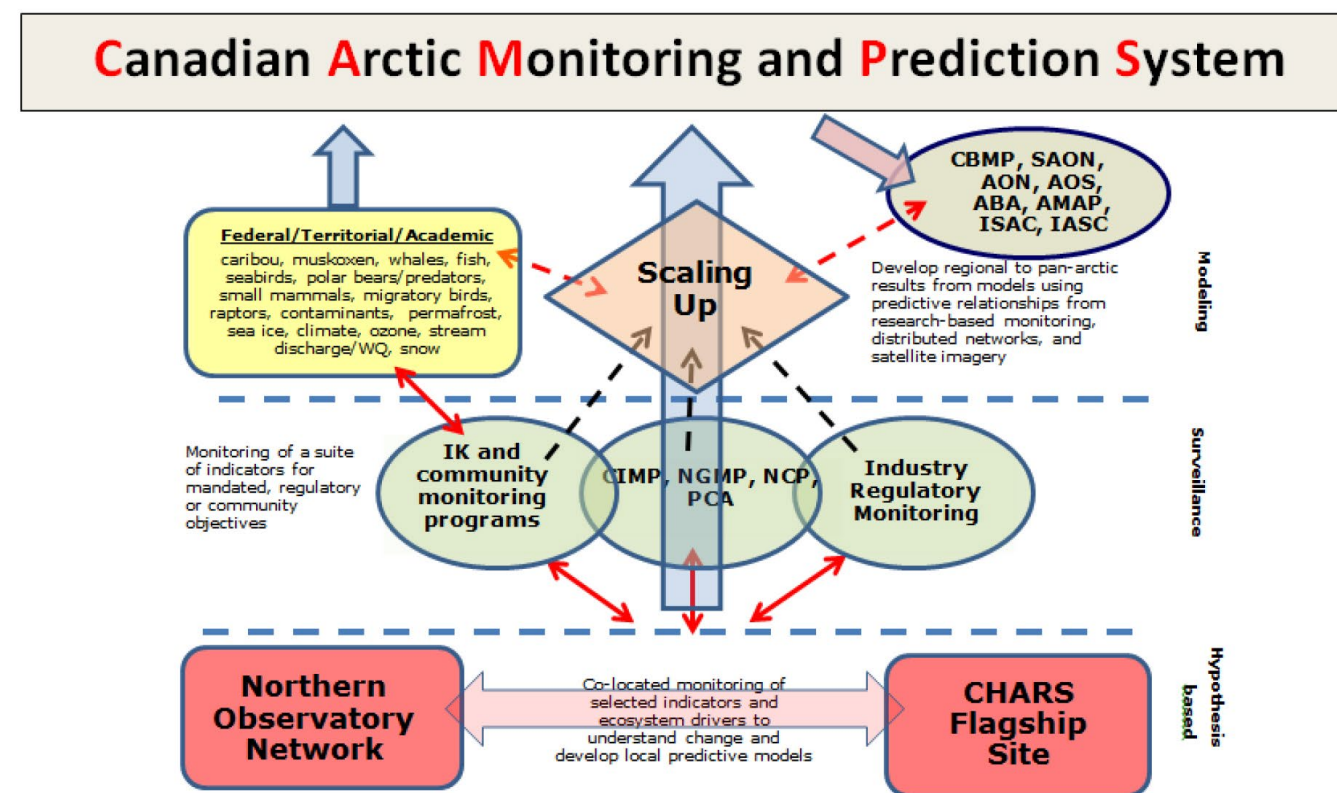 Canadian Arctic Monitoring and Prediction System
CBMP, SAON,
AON, AOS,
ABA, AMAP,
ISAC, IASC
Federal/Territorial/Academic
caribou, muskoxen, whales, fish,
seabirds, polar bears/predators,
small mammals, migratory birds,
raptors, contaminants, permafrost,
sea ice, climate, ozone, stream
discharge/WQ, snow
Scaling
Up
Develop regional to pan-arctic
results from models using
predictive relationships from
research-based monitoring,
distributed networks, and
satellite imagery
Modeling
Monitoring of a suite
of indicators for
mandated, regulatory
or community
objectives
IK and
community
monitoring
programs
CIMP, NGMP, NCP,
PCA
Industry
Regulatory
Monitoring
Surveillance
Northern
Observatory
Network
Co-located monitoring of
selected indicators and
ecosystem drivers to
understand change and
develop local predictive models
CHARS
Flagship
Site
Hypothesis
based